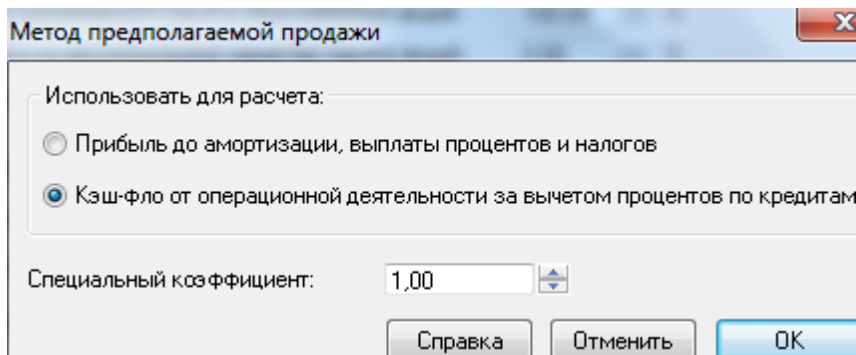 Метод предполагаемой продажи
Использовать для расчета:
Прибыль до амортизации, выплаты процентов и налогов
Кэш-фло от операционной деятельности за вычетом процентов по кредитам
Специальный коэффициент: 1,00
Справка Отменить ОК